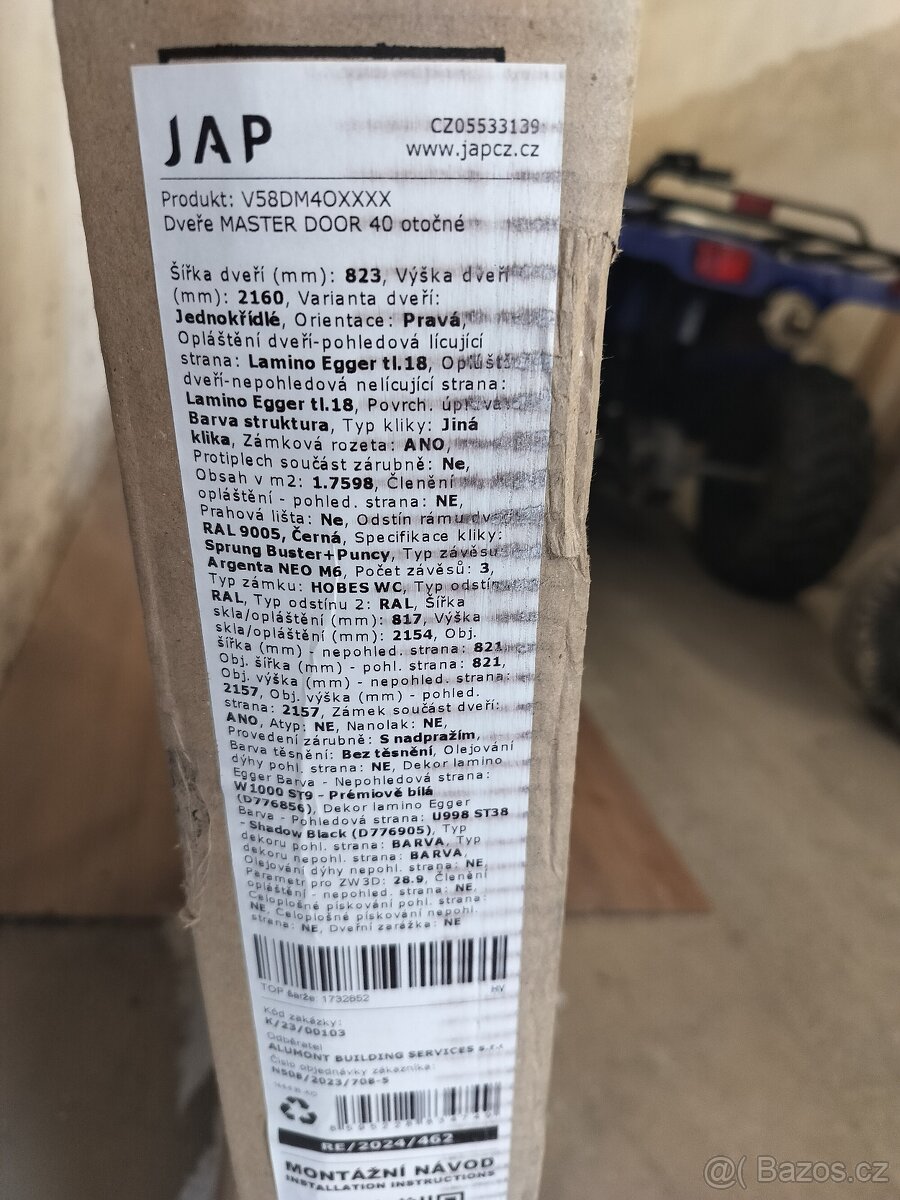 JAP
CZ05533139
www.japcz.cz
Produkt: V58DM4OXXXX
Dveře MASTER DOOR 40 otočné
Šířka dveří (mm): 823, Výška dveří
(mm): 2160, Varianta dveří:
Jednokřídlé, Orientace: Pravá,
Opláštění dveří-pohledová lícující
strana: Lamino Egger tl.18, Opláště
dveří-nepohledová nelícující strana:
Lamino Egger tl.18, Povrch. úprava:
Barva struktura, Typ kliky: Jiná
klika, Zámková rozeta: ANO,
Protiplech součást zárubně: Ne,
Obsah v m2: 1.7598, Členění
opláštění - pohled. strana: NE,
Prahová lišta: Ne, Odstín rámu dv
RAL 9005, Černá, Specifikace kliky:
Sprung Buster+Puncy, Typ závěsu
Argenta NEO M6, Počet závěsů: 3,
Typ zámku: HOBES WC, Typ odstín
RAL, Typ odstínu 2: RAL, Šířka
skla/opláštění (mm): 817, Výška
skla/opláštění (mm): 2154, Obj.
šířka (mm) - nepohled. strana: 821,
Obj. šířka (mm) - pohl. strana: 821,
Obj. výška (mm) - nepohled. strana:
2157, Obj. výška (mm) - pohled.
strana: 2157, Zámek součást dveří:
ANO, Atyp: NE, Nanolak: NE,
Provedení zárubně: S nadpražím,
Barva těsnění: Bez těsnění, Olejování
dýhy pohl. strana: NE, Dekor lamino
Egger Barva - Nepohledová strana:
W1000 ST9 - Prémiově bílá
(D776856), Dekor lamino Egger
Barva - Pohledová strana: U998 ST38
- Shadow Black (D776905), Typ
dekoru pohl. strana: BARVA, Typ
dekoru nepohl. strana: BARVA,
Olejování dýhy nepohl. strana: NE,
Parametr pro ZW3D: 28.9, Členění
opláštění - nepohled. strana: NE,
Celoplošné pískování pohl. strana:
NE, Celoplošné pískování nepohl.
strana: NE, Dveřní zarážka: NE
TOP šarže: 1732852
HV
Kód zakázky:
K/23/00103
Odběratel
ALUMONT BUILDING SERVICES s.r.
Číslo objednávky zákazníka:
NSOB/2023/708-5
RE/2024/462
MONTÁŽNÍ NÁVOD
INSTALLATION INSTRUCTIONS
@( Bazos.cz